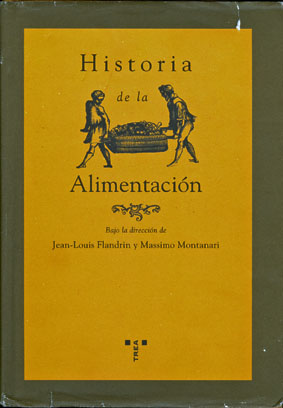 Historia
de la
Alimentación
Bajo la dirección de
Jean-Louis Flandrin y Massimo Montanari
TREA